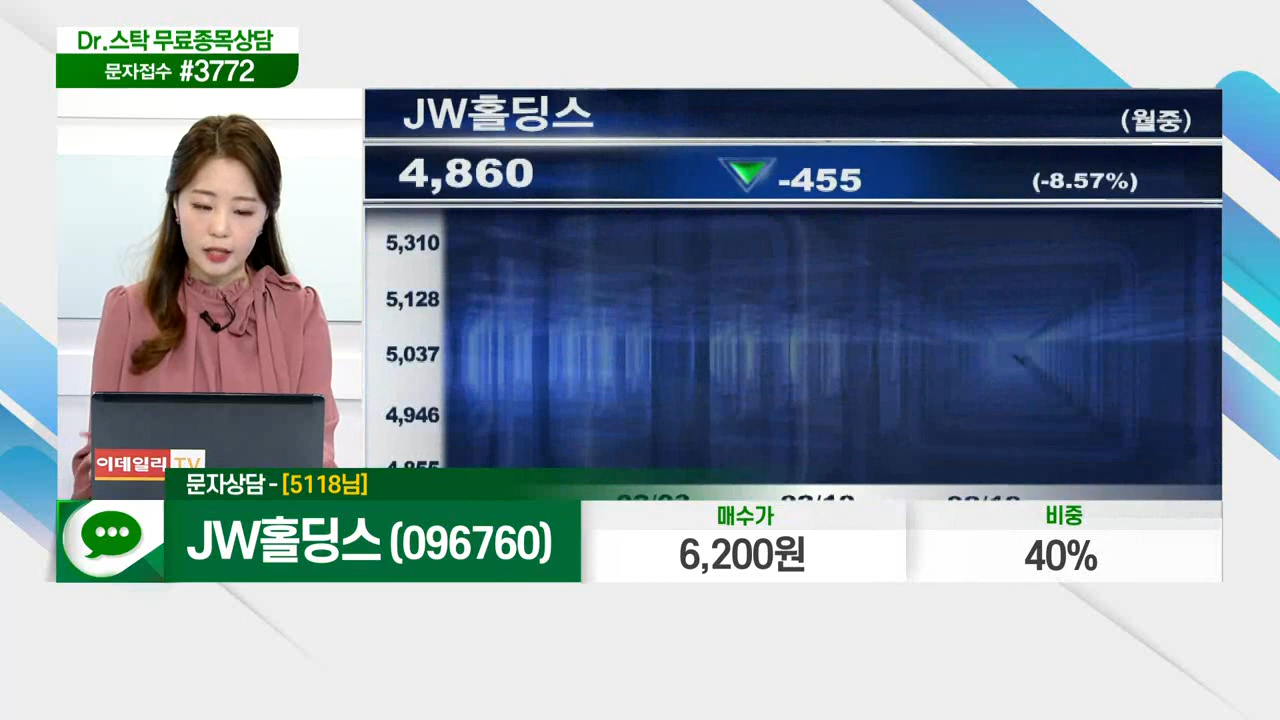 Dr.스탁 무료종목상담
문자접수 #3772
JW홀딩스 (월중)
4,860 -455 (-8.57%)
5,310
5,128
5,037
4,946
이데일리 TV
문자상담 - [5118님]
JW홀딩스 (096760)
매수가
6,200원
비중
40%